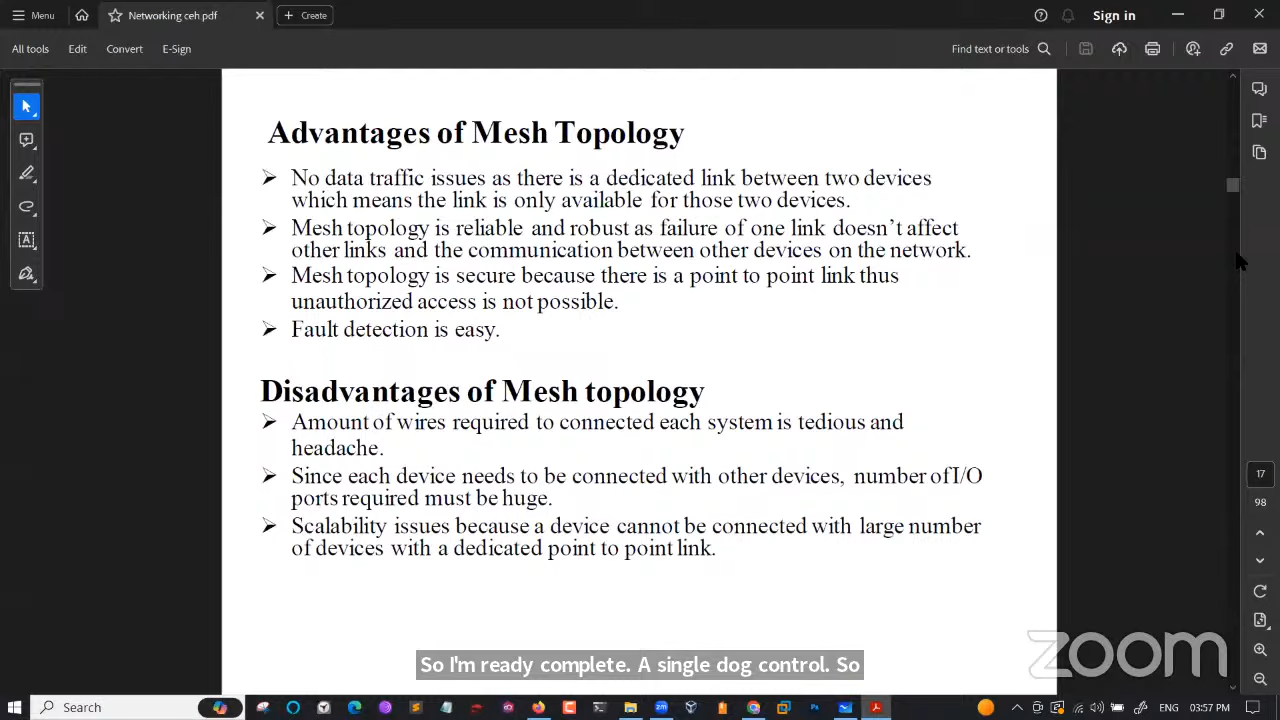 Menu
Networking ceh pdf
Create
Sign in
All tools Edit Convert E-Sign
Find text or tools
Advantages of Mesh Topology
➢ No data traffic issues as there is a dedicated link between two devices
which means the link is only available for those two devices.
➢ Mesh topology is reliable and robust as failure of one link doesn't affect
other links and the communication between other devices on the network.
➢ Mesh topology is secure because there is a point to point link thus
unauthorized access is not possible.
➢ Fault detection is easy.
Disadvantages of Mesh topology
➢ Amount of wires required to connected each system is tedious and
headache.
➢ Since each device needs to be connected with other devices, number of I/O
ports required must be huge.
➢ Scalability issues because a device cannot be connected with large number
of devices with a dedicated point to point link.
17
98
So I'm ready complete. A single dog control. So
zoom
Search
ENG 03:57 PM